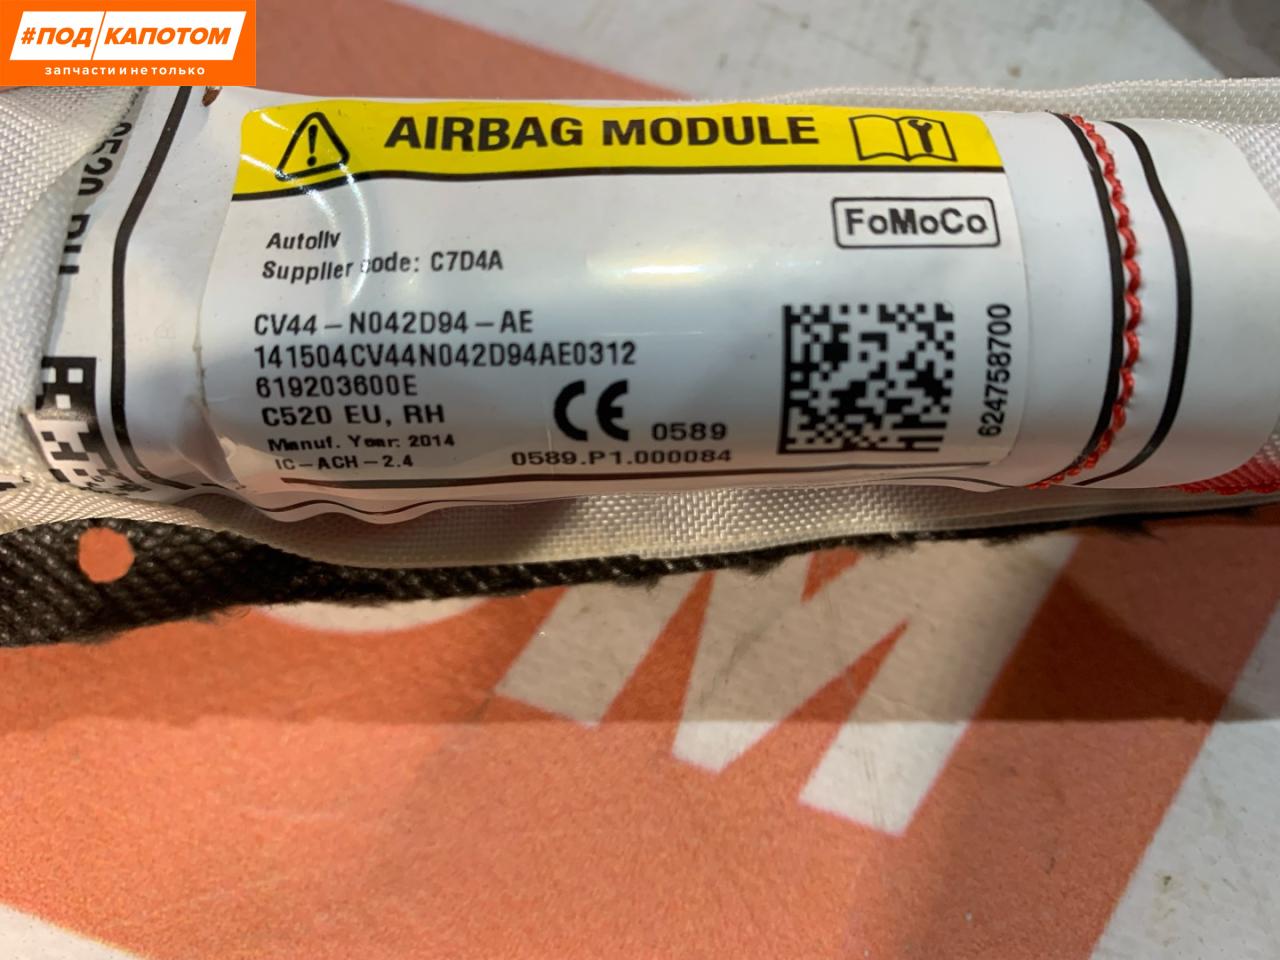 #ПОД КАПОТОМ
запчасти и не только
AIRBAG MODULE
FoMoCo
Autoliv
Supplier code: C7D4A
CV44-N042D94-AE
141504CV44N042D94AE0312
619203600E
C520 EU, RH
Manuf. Year: 2014
IC-ACH-2.4
CE 0589
0589.P1.000084
624758700